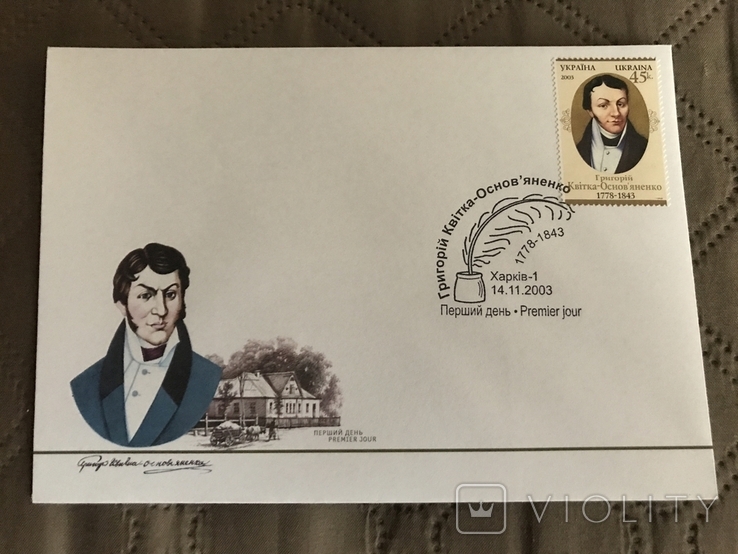 УКРАЇНА UKRAINA
2003 45к.
Григорій
Квітка-Основ'яненко
1778-1843
Григорій Квітка-Основ'яненко
1778-1843
Харків-1
14.11.2003
Перший день • Premier jour
ПЕРШИЙ ДЕНЬ
PREMIER JOUR
VIOLITY